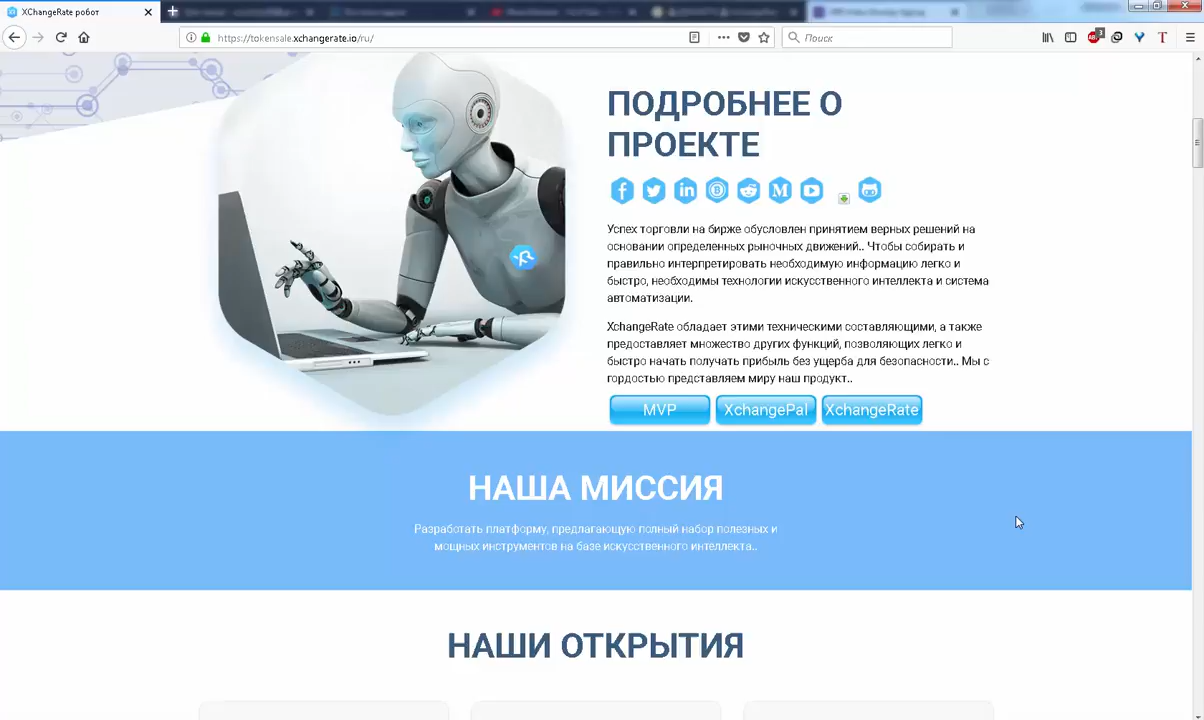 XChangeRate робот
https://tokensale.xchangerate.io/ru/
Поиск
ПОДРОБНЕЕ О
ПРОЕКТЕ
Успех торговли на бирже обусловлен принятием верных решений на
основании определенных рыночных движений.. Чтобы собирать и
правильно интерпретировать необходимую информацию легко и
быстро, необходимы технологии искусственного интеллекта и система
автоматизации.
XchangeRate обладает этими техническими составляющими, а также
предоставляет множество других функций, позволяющих легко и
быстро начать получать прибыль без ущерба для безопасности.. Мы с
гордостью представляем миру наш продукт..
MVP XchangePal XchangeRate
НАША МИССИЯ
Разработать платформу, предлагающую полный набор полезных и
мощных инструментов на базе искусственного интеллекта..
НАШИ ОТКРЫТИЯ